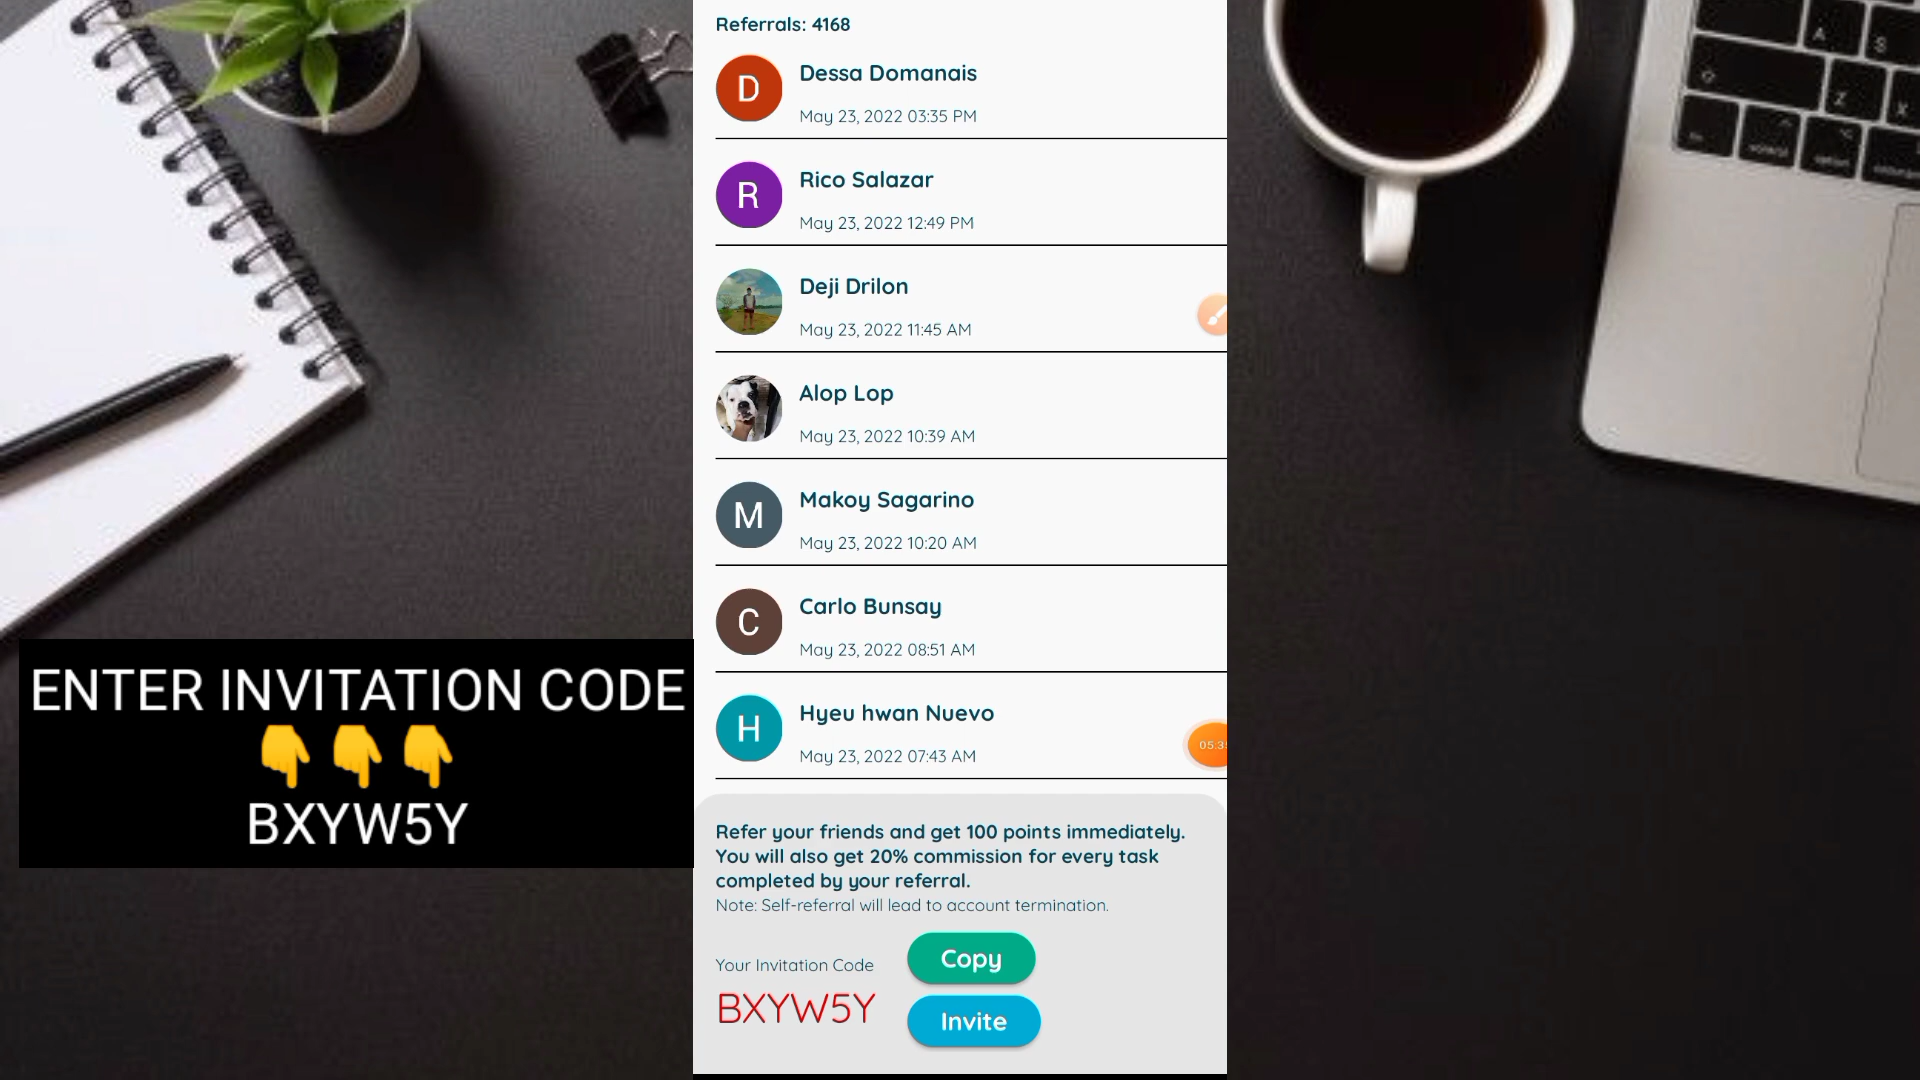 Referrals: 4168
D
Dessa Domanais
May 23, 2022 03:35 PM
R
Rico Salazar
May 23, 2022 12:49 PM
Deji Drilon
May 23, 2022 11:45 AM
Alop Lop
May 23, 2022 10:39 AM
M
Makoy Sagarino
May 23, 2022 10:20 AM
C
Carlo Bunsay
May 23, 2022 08:51 AM
H
Hyeu hwan Nuevo
May 23, 2022 07:43 AM
ENTER INVITATION CODE
👇👇👇
BXYW5Y
Refer your friends and get 100 points immediately.
You will also get 20% commission for every task
completed by your referral.
Note: Self-referral will lead to account termination.
Your Invitation Code
BXYW5Y
Copy
Invite
A
S
Z
X
control
option